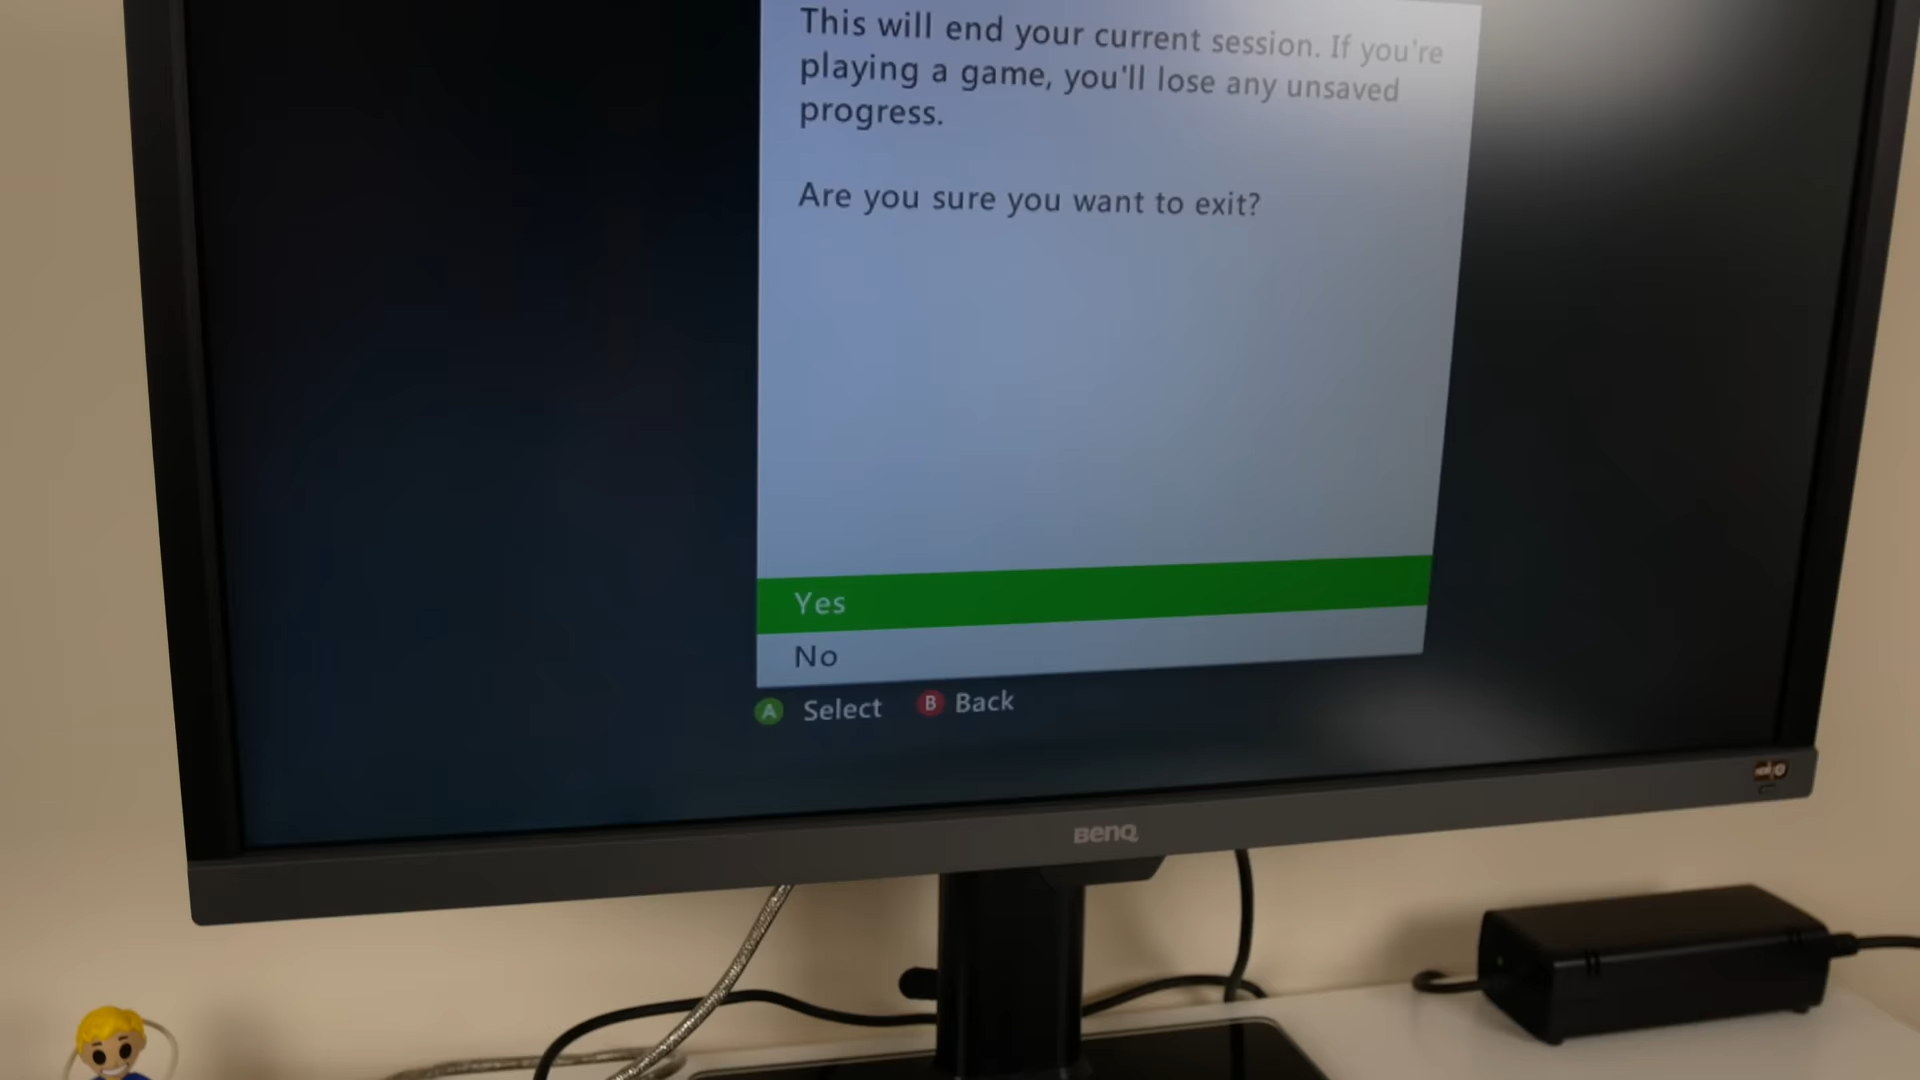 This will end your current session. If you're
playing a game, you'll lose any unsaved
progress.
Are you sure you want to exit?
Yes
No
A Select B Back
BenQ